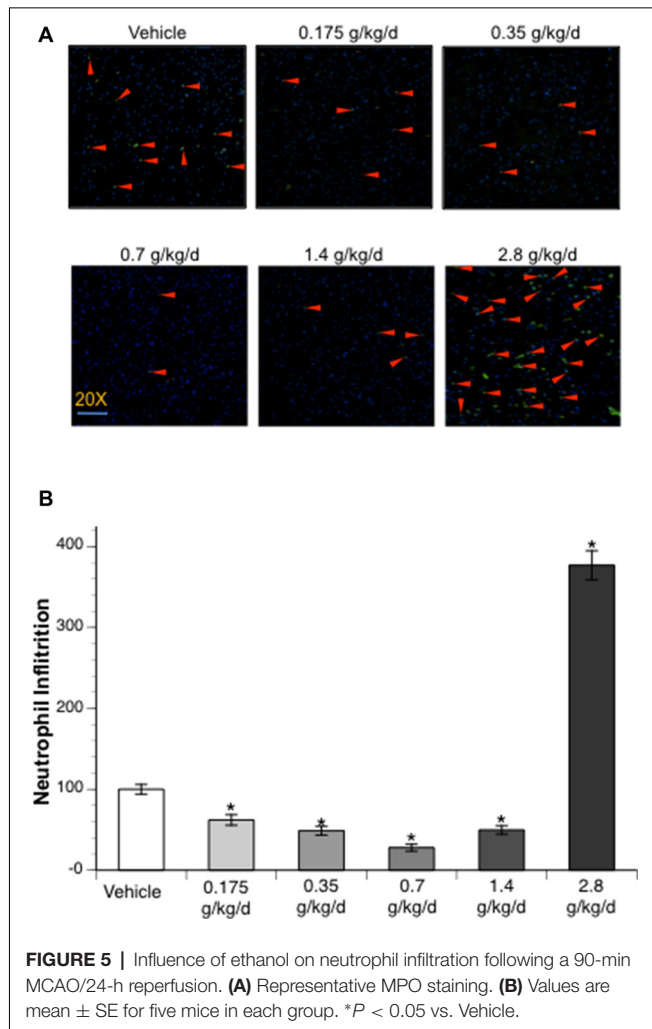 A
Vehicle 0.175 g/kg/d 0.35 g/kg/d
0.7 g/kg/d 1.4 g/kg/d 2.8 g/kg/d
20X
B
Neutrophil Inflitrition
400
300
200
100
-0
* * * * *
Vehicle 0.175 g/kg/d 0.35 g/kg/d 0.7 g/kg/d 1.4 g/kg/d 2.8 g/kg/d
FIGURE 5 | Influence of ethanol on neutrophil infiltration following a 90-min
MCAO/24-h reperfusion. (A) Representative MPO staining. (B) Values are
mean ± SE for five mice in each group. *P < 0.05 vs. Vehicle.